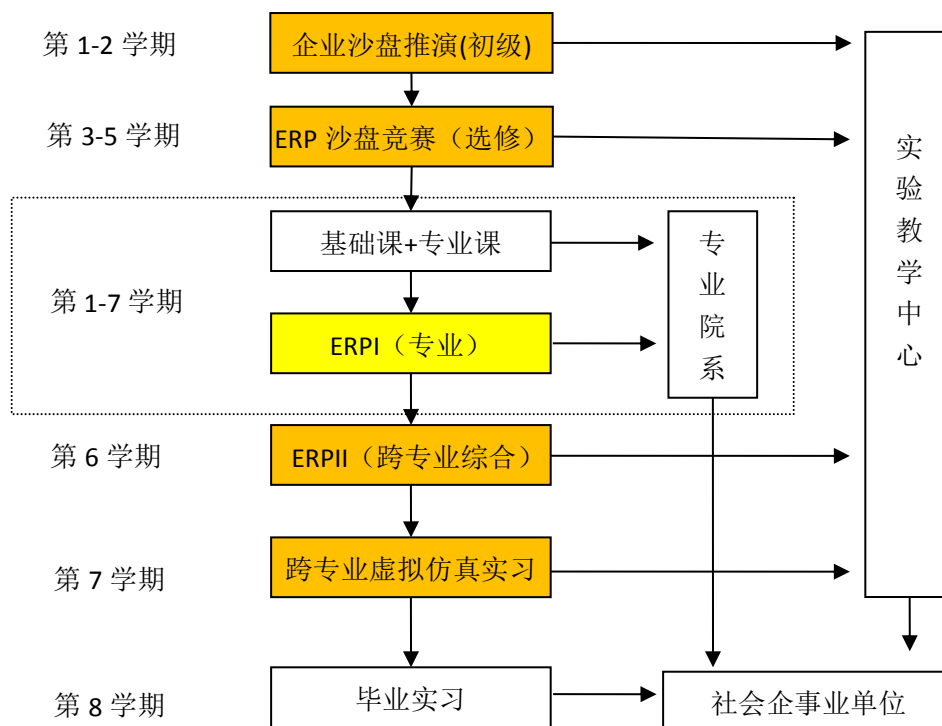 第 1-2 学期
企业沙盘推演(初级)
第 3-5 学期
ERP 沙盘竞赛（选修）
实验教学中心
第 1-7 学期
基础课+专业课
专业院系
ERPI（专业）
第 6 学期
ERPII（跨专业综合）
第 7 学期
跨专业虚拟仿真实习
第 8 学期
毕业实习
社会企事业单位